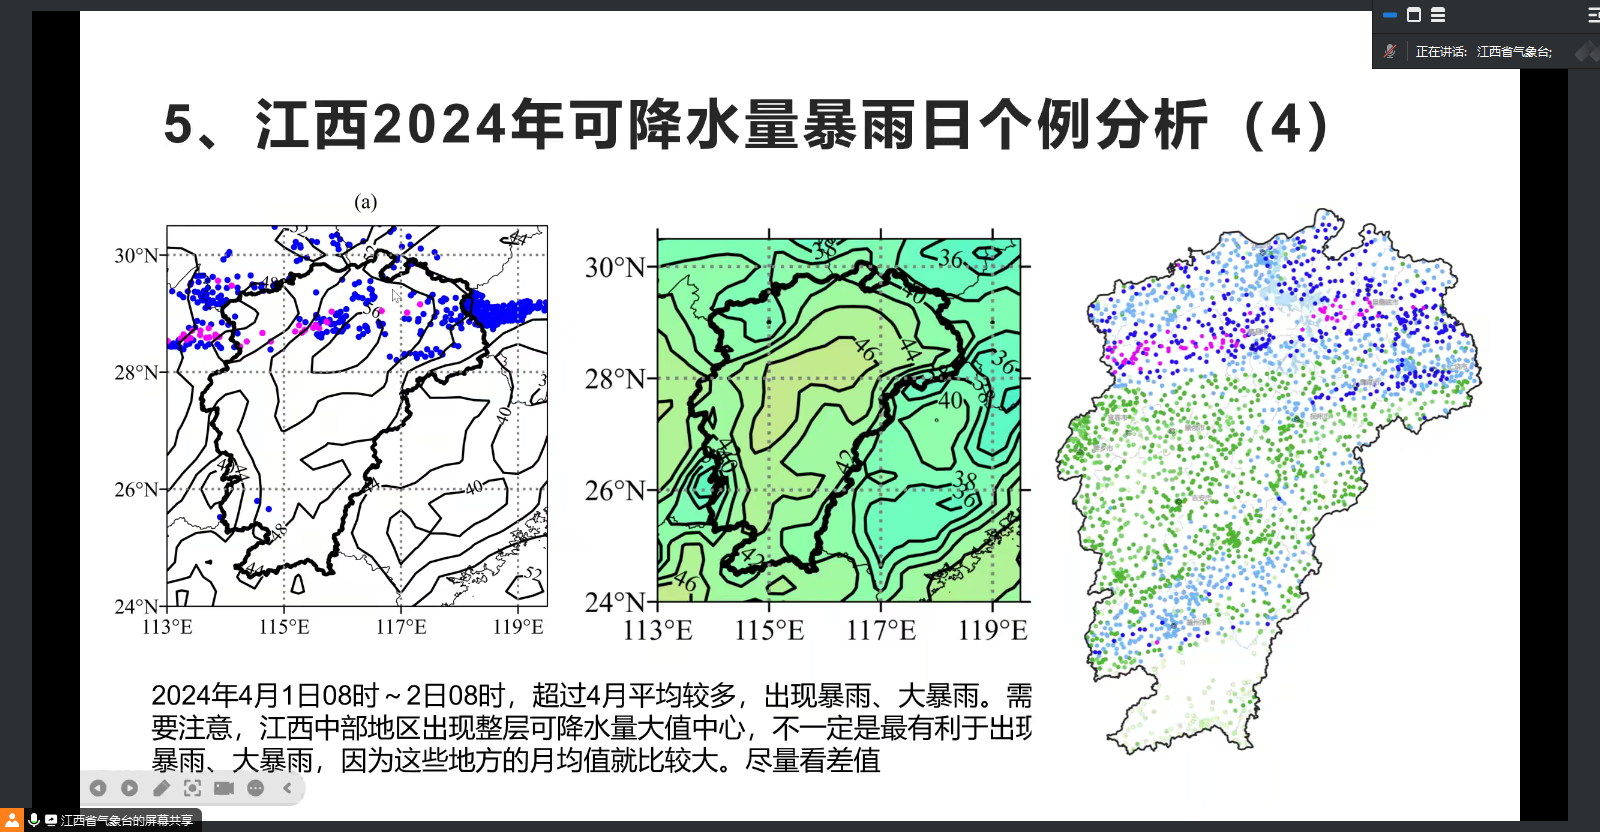 正在讲话: 江西省气象台;
5、江西2024年可降水量暴雨日个例分析（4）
(a)
30°N
28°N
26°N
24°N
113°E 115°E 117°E 119°E
44
48
56
40
44
40
48
44
52
30°N
28°N
26°N
24°N
113°E 115°E 117°E 119°E
38
36
40
46
44
36
38
40
42
38
36
42
46
2024年4月1日08时～2日08时，超过4月平均较多，出现暴雨、大暴雨。需
要注意，江西中部地区出现整层可降水量大值中心，不一定是最有利于出现
暴雨、大暴雨，因为这些地方的月均值就比较大。尽量看差值
江西省气象台的屏幕共享